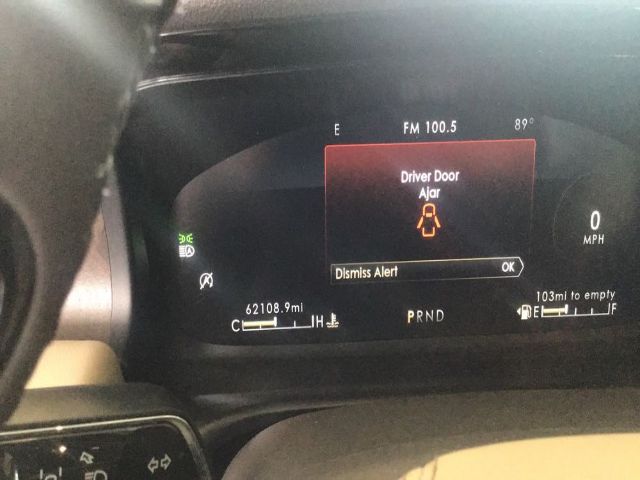 E FM 100.5 89°
Driver Door
Ajar
Dismiss Alert OK
0
MPH
62108.9mi
C H
PRND
103mi to empty
E F